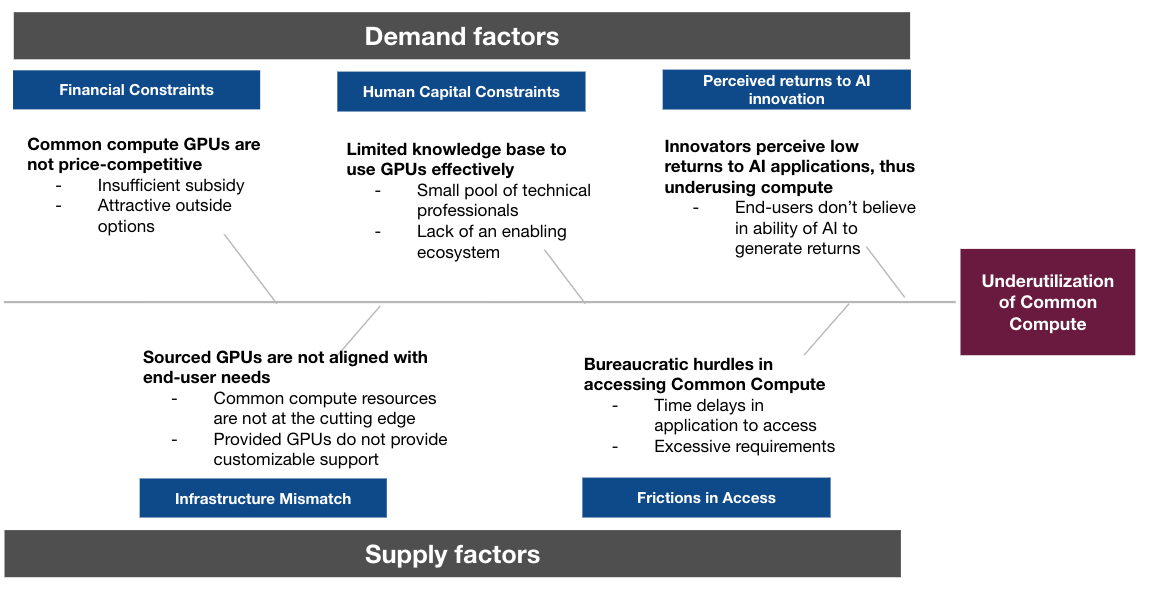 Demand factors
Financial Constraints
Human Capital Constraints
Perceived returns to AI
innovation
Common compute GPUs are
not price-competitive
- Insufficient subsidy
- Attractive outside
options
Limited knowledge base to
use GPUs effectively
- Small pool of technical
professionals
- Lack of an enabling
ecosystem
Innovators perceive low
returns to AI applications, thus
underusing compute
- End-users don’t believe
in ability of AI to
generate returns
Underutilization
of Common
Compute
Sourced GPUs are not aligned with
end-user needs
- Common compute resources
are not at the cutting edge
- Provided GPUs do not provide
customizable support
Infrastructure Mismatch
Bureaucratic hurdles in
accessing Common Compute
- Time delays in
application to access
- Excessive requirements
Frictions in Access
Supply factors